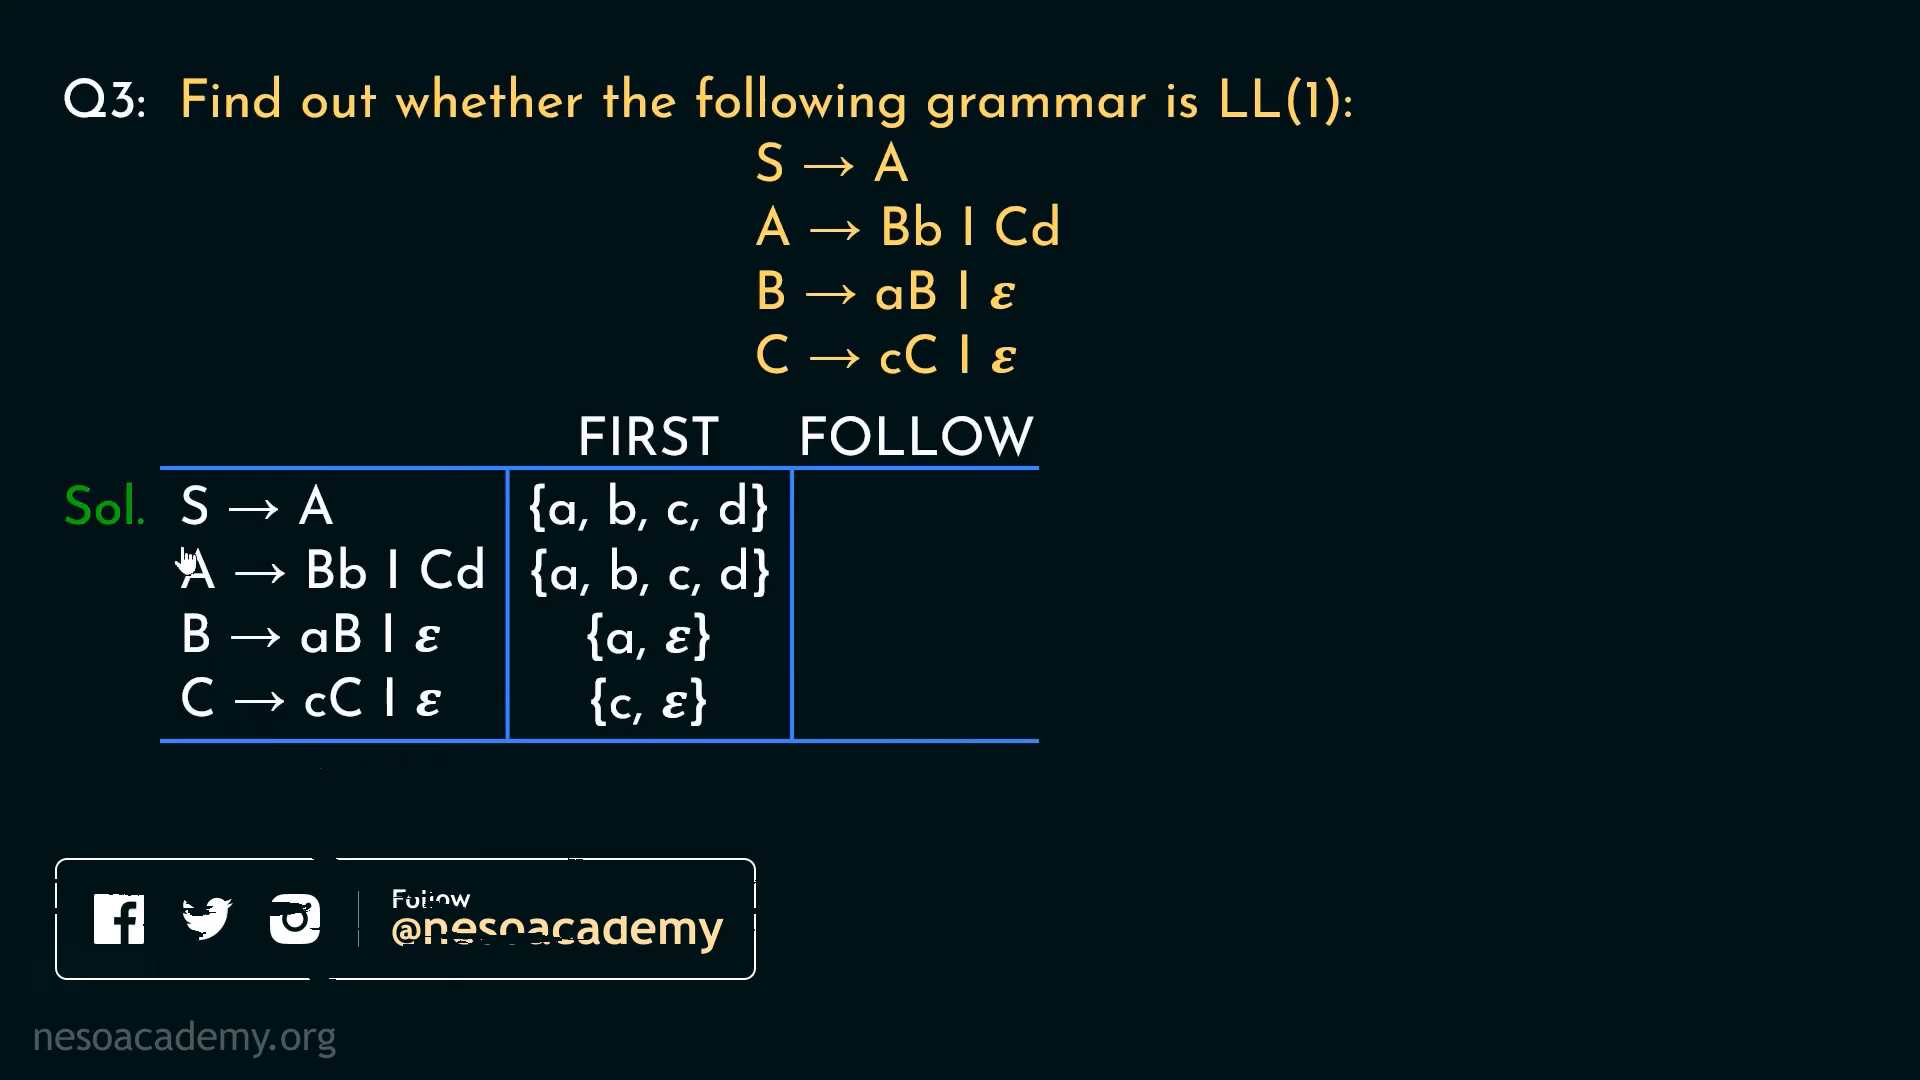 Q3: Find out whether the following grammar is LL(1):
S → A
A → Bb | Cd
B → aB | ε
C → cC | ε
FIRST FOLLOW
Sol. S → A {a, b, c, d}
A → Bb | Cd {a, b, c, d}
B → aB | ε {a, ε}
C → cC | ε {c, ε}
Follow
@nesoacademy
nesoacademy.org